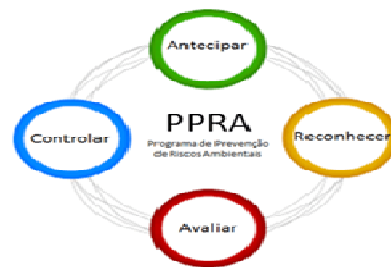 Antecipar
Controlar
PPRA
Programa de Prevenção
de Riscos Ambientais
Reconhecer
Avaliar